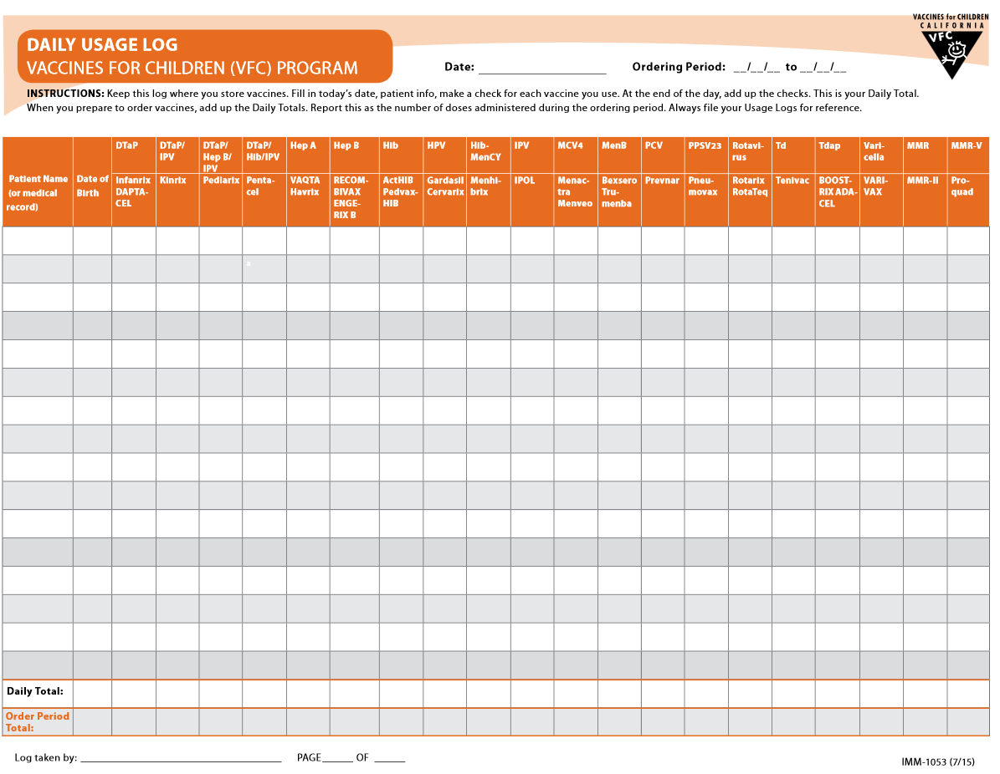 VACCINES for CHILDREN
CALIFORNIA
VFC
DAILY USAGE LOG
VACCINES FOR CHILDREN (VFC) PROGRAM
Date: ______________ Ordering Period: __/__/__ to __/__/__
INSTRUCTIONS: Keep this log where you store vaccines. Fill in today's date, patient info, make a check for each vaccine you use. At the end of the day, add up the checks. This is your Daily Total.
When you prepare to order vaccines, add up the Daily Totals. Report this as the number of doses administered during the ordering period. Always file your Usage Logs for reference.
Patient Name
(or medical
record)
Date of
Birth
DTaP
DTaP/
IPV
DTaP/
Hep B/
IPV
DTaP/
Hib/IPV
Hep A
Hep B
Hib
HPV
Hib-
MenCY
IPV
MCV4
MenB
PCV
PPSV23
Rotavi-
rus
Td
Tdap
Vari-
cella
MMR
MMR-V
Infanrix
DAPTA-
CEL
Kinrix
Pediarix
Penta-
cel
VAQTA
Havrix
RECOM-
BIVAX
ENGE-
RIX B
ActHIB
Pedvax-
HIB
Gardasil
Cervarix
Menhi-
brix
IPOL
Menac-
tra
Menveo
Bexsero
Tru-
menba
Prevnar
Pneu-
movax
Rotarix
RotaTeq
Tenivac
BOOST-
RIX ADA-
CEL
VARI-
VAX
MMR-II
Pro-
quad
Daily Total:
Order Period
Total:
Log taken by: ______________ PAGE_____ OF _____
IMM-1053 (7/15)